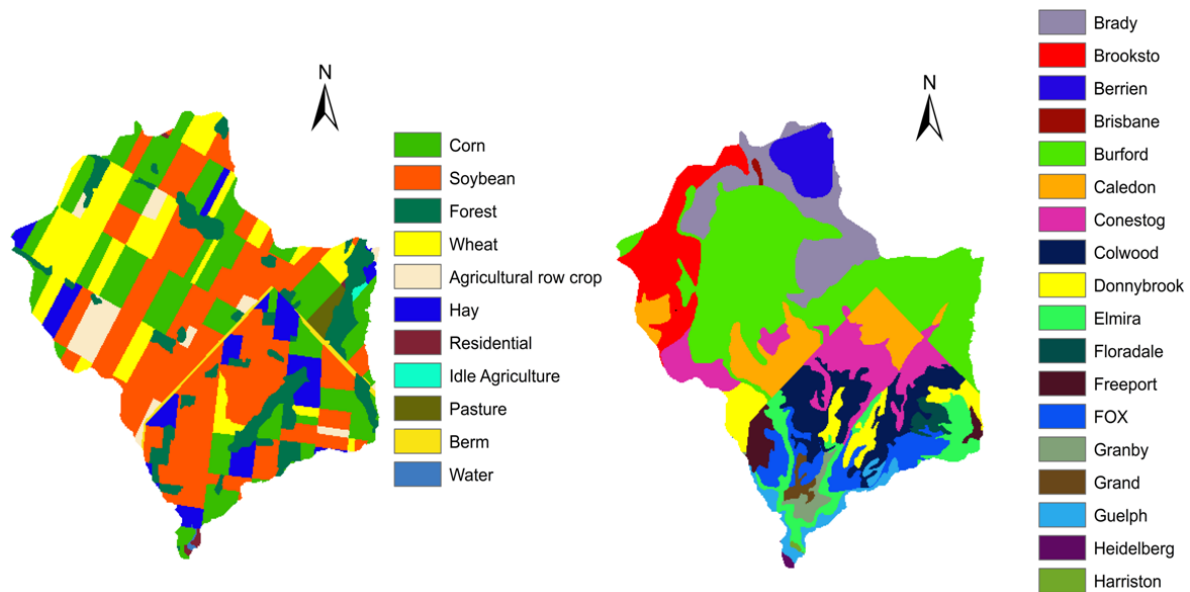 N
Corn
Soybean
Forest
Wheat
Agricultural row crop
Hay
Residential
Idle Agriculture
Pasture
Berm
Water
N
Brady
Brooksto
Berrien
Brisbane
Burford
Caledon
Conestog
Colwood
Donnybrook
Elmira
Floradale
Freeport
FOX
Granby
Grand
Guelph
Heidelberg
Harriston